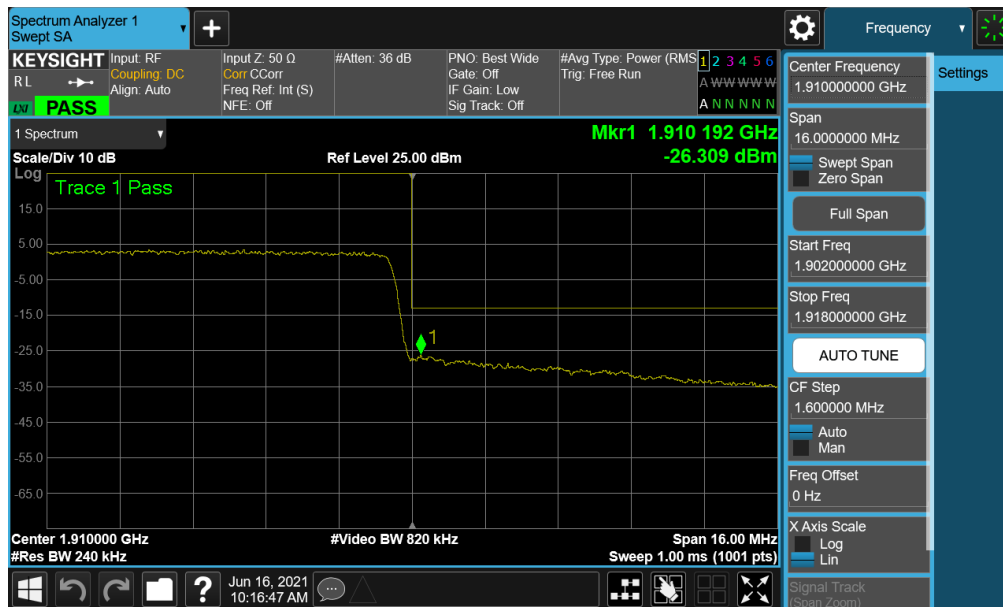 Spectrum Analyzer 1
Swept SA
Frequency
KEYSIGHT
RL
LXI
PASS
Input: RF
Coupling: DC
Align: Auto
Input Z: 50 Ω
Corr CCorr
Freq Ref: Int (S)
NFE: Off
#Atten: 36 dB
PNO: Best Wide
Gate: Off
IF Gain: Low
Sig Track: Off
#Avg Type: Power (RMS
Trig: Free Run
1 2 3 4 5 6
A W W W W W
A N N N N N
1 Spectrum
Scale/Div 10 dB
Log
Ref Level 25.00 dBm
Mkr1 1.910 192 GHz
-26.309 dBm
Trace 1 Pass
15.0
5.00
-5.00
-15.0
-25.0
-35.0
-45.0
-55.0
-65.0
1
Center 1.910000 GHz
#Res BW 240 kHz
#Video BW 820 kHz
Span 16.00 MHz
Sweep 1.00 ms (1001 pts)
Center Frequency
1.910000000 GHz
Span
16.0000000 MHz
Swept Span
Zero Span
Full Span
Start Freq
1.902000000 GHz
Stop Freq
1.918000000 GHz
AUTO TUNE
CF Step
1.600000 MHz
Auto
Man
Freq Offset
0 Hz
X Axis Scale
Log
Lin
Signal Track
(Span Zoom)
Settings
?
Jun 16, 2021
10:16:47 AM